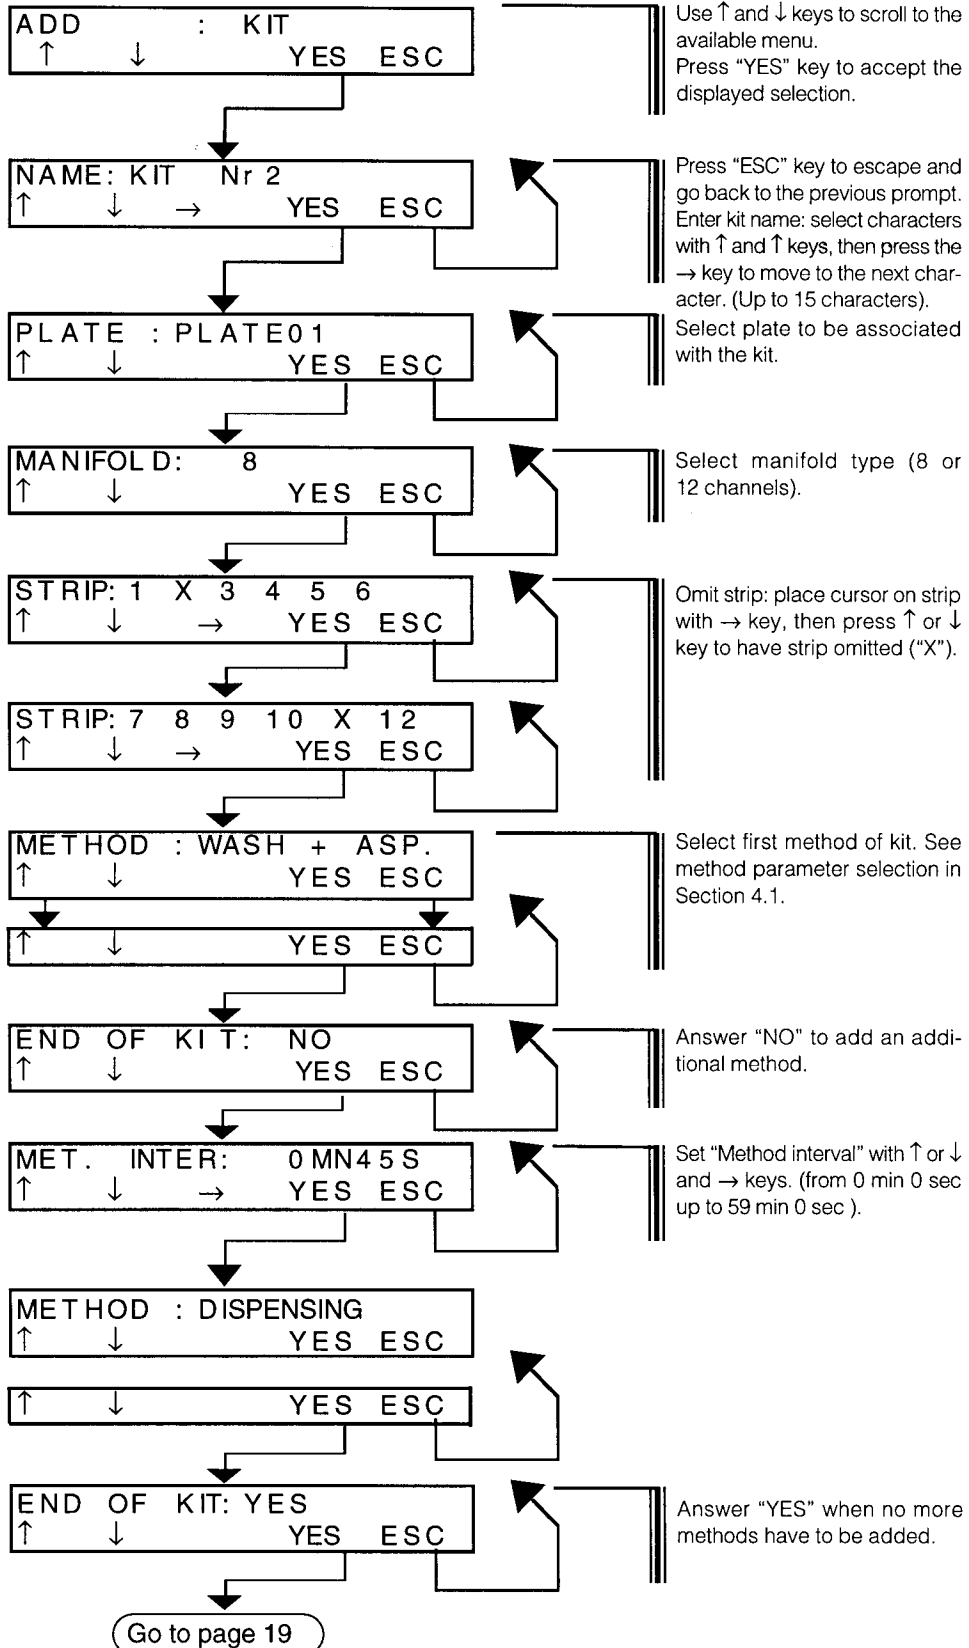 ADD : KIT
↑ ↓ YES ESC
Use ↑ and ↓ keys to scroll to the
available menu.
Press “YES” key to accept the
displayed selection.
NAME: KIT Nr 2
↑ ↓ → YES ESC
Press “ESC” key to escape and
go back to the previous prompt.
Enter kit name: select characters
with ↑ and ↑ keys, then press the
→ key to move to the next char-
acter. (Up to 15 characters).
PLATE : PLATE01
↑ ↓ YES ESC
Select plate to be associated
with the kit.
MANIFOLD: 8
↑ ↓ YES ESC
Select manifold type (8 or
12 channels).
STRIP: 1 X 3 4 5 6
↑ ↓ → YES ESC
Omit strip: place cursor on strip
with → key, then press ↑ or ↓
key to have strip omitted (“X”).
STRIP: 7 8 9 10 X 12
↑ ↓ → YES ESC
METHOD : WASH + ASP.
↑ ↓ YES ESC
Select first method of kit. See
method parameter selection in
Section 4.1.
↑ ↓ YES ESC
END OF KIT: NO
↑ ↓ YES ESC
Answer “NO” to add an addi-
tional method.
MET. INTER: 0MN45S
↑ ↓ → YES ESC
Set “Method interval” with ↑ or ↓
and → keys. (from 0 min 0 sec
up to 59 min 0 sec ).
METHOD : DISPENSING
↑ ↓ YES ESC
↑ ↓ YES ESC
END OF KIT: YES
↑ ↓ YES ESC
Answer “YES” when no more
methods have to be added.
Go to page 19